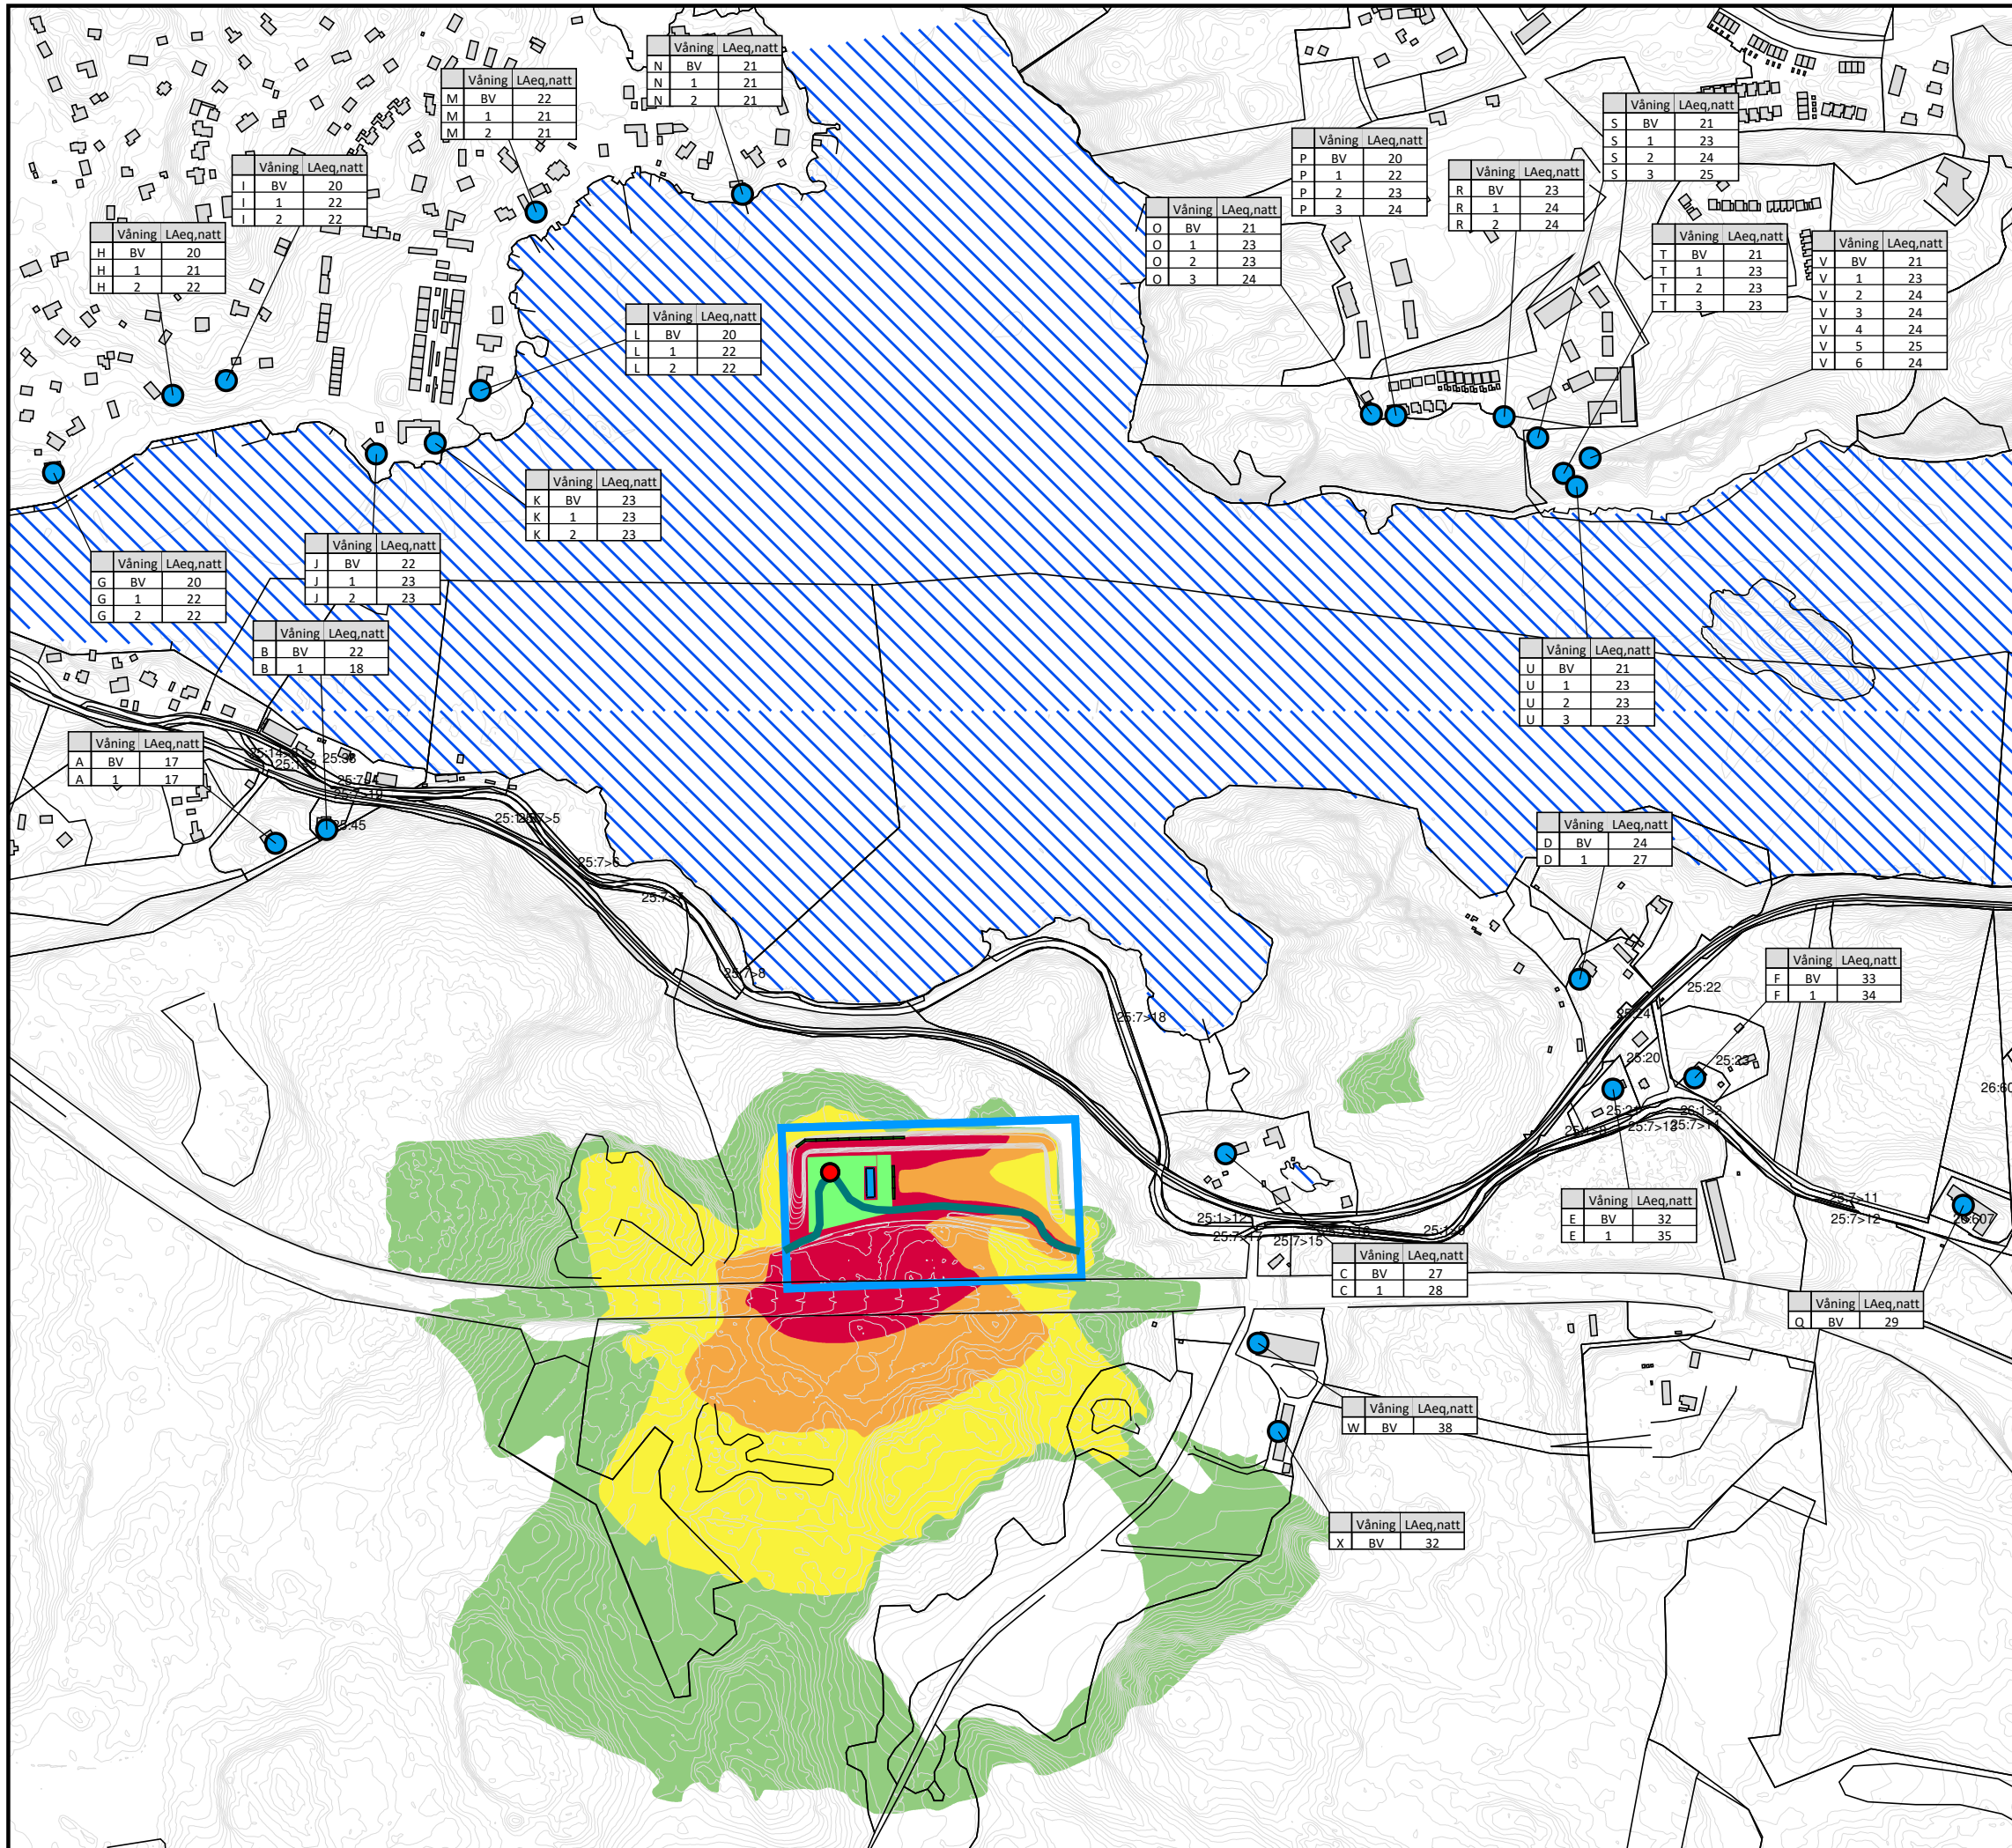 Våning LAeq,natt
N BV 21
N 1 21
N 2 21
Våning LAeq,natt
M BV 22
M 1 21
M 2 21
Våning LAeq,natt
S BV 21
S 1 23
S 2 24
S 3 25
Våning LAeq,natt
P BV 20
P 1 22
P 2 23
P 3 24
Våning LAeq,natt
I BV 20
I 1 22
I 2 22
Våning LAeq,natt
R BV 23
R 1 24
R 2 24
Våning LAeq,natt
O BV 21
O 1 23
O 2 23
O 3 24
Våning LAeq,natt
H BV 20
H 1 21
H 2 22
Våning LAeq,natt
T BV 21
T 1 23
T 2 23
T 3 23
Våning LAeq,natt
V BV 21
V 1 23
V 2 24
V 3 24
V 4 24
V 5 25
V 6 24
Våning LAeq,natt
L BV 20
L 1 22
L 2 22
Våning LAeq,natt
K BV 23
K 1 23
K 2 23
Våning LAeq,natt
J BV 22
J 1 23
J 2 23
Våning LAeq,natt
G BV 20
G 1 22
G 2 22
Våning LAeq,natt
B BV 22
B 1 18
Våning LAeq,natt
U BV 21
U 1 23
U 2 23
U 3 23
Våning LAeq,natt
A BV 17
A 1 17
25:7>6
25:7>8
25:7>18
Våning LAeq,natt
D BV 24
D 1 27
Våning LAeq,natt
F BV 33
F 1 34
25:22
25:24
25:20
25:23
26:60
26:1>2
25:7>13
25:7>11
25:7>12
26:607
25:1>12
25:7>15
Våning LAeq,natt
E BV 32
E 1 35
Våning LAeq,natt
C BV 27
C 1 28
Våning LAeq,natt
Q BV 29
Våning LAeq,natt
W BV 38
Våning LAeq,natt
X BV 32